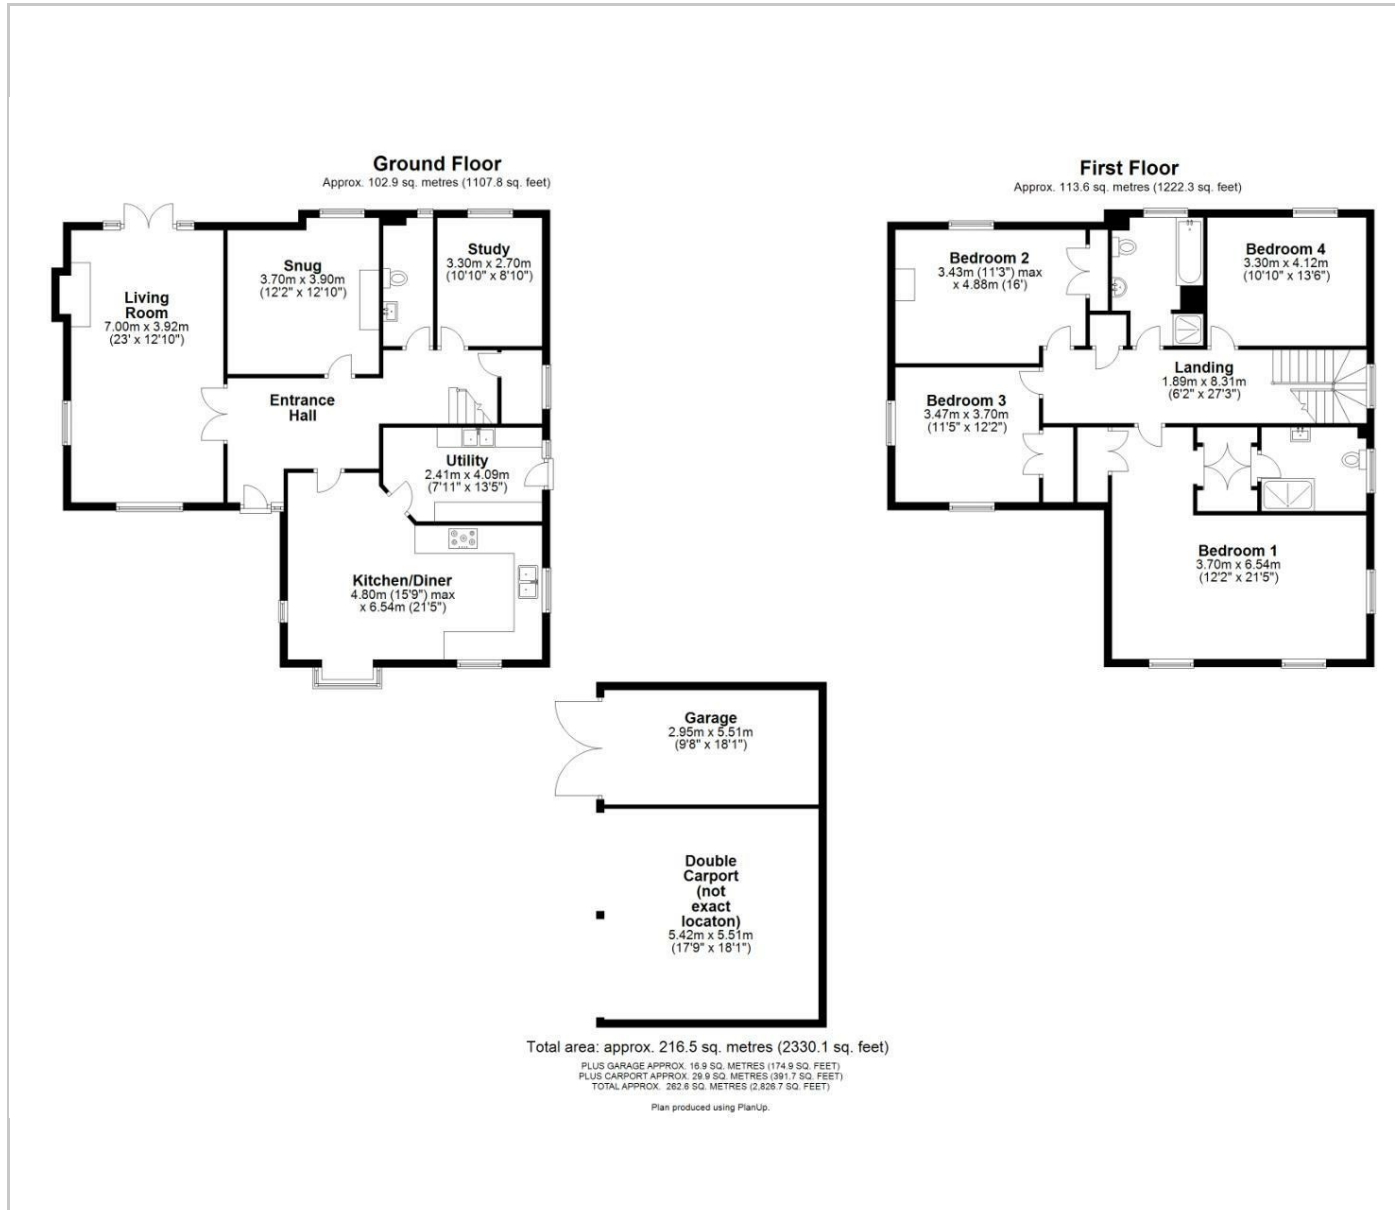 Ground Floor
Approx. 102.9 sq. metres (1107.8 sq. feet)
Living
Room
7.00m x 3.92m
(23' x 12'10")
Snug
3.70m x 3.90m
(12'2" x 12'10")
Study
3.30m x 2.70m
(10'10" x 8'10")
Entrance
Hall
Utility
2.41m x 4.09m
(7'11" x 13'5")
Kitchen/Diner
4.80m (15'9") max
x 6.54m (21'5")
First Floor
Approx. 113.6 sq. metres (1222.3 sq. feet)
Bedroom 2
3.43m (11'3") max
x 4.88m (16')
Bedroom 4
3.30m x 4.12m
(10'10" x 13'6")
Landing
1.89m x 8.31m
(6'2" x 27'3")
Bedroom 3
3.47m x 3.70m
(11'5" x 12'2")
Bedroom 1
3.70m x 6.54m
(12'2" x 21'5")
Garage
2.95m x 5.51m
(9'8" x 18'1")
Double
Carport
(not
exact
locaton)
5.42m x 5.51m
(17'9" x 18'1")
Total area: approx. 216.5 sq. metres (2330.1 sq. feet)
PLUS GARAGE APPROX. 16.9 SQ. METRES (174.9 SQ. FEET)
PLUS CARPORT APPROX. 29.9 SQ. METRES (391.7 SQ. FEET)
TOTAL APPROX. 262.6 SQ. METRES (2,826.7 SQ. FEET)
Plan produced using PlanUp.